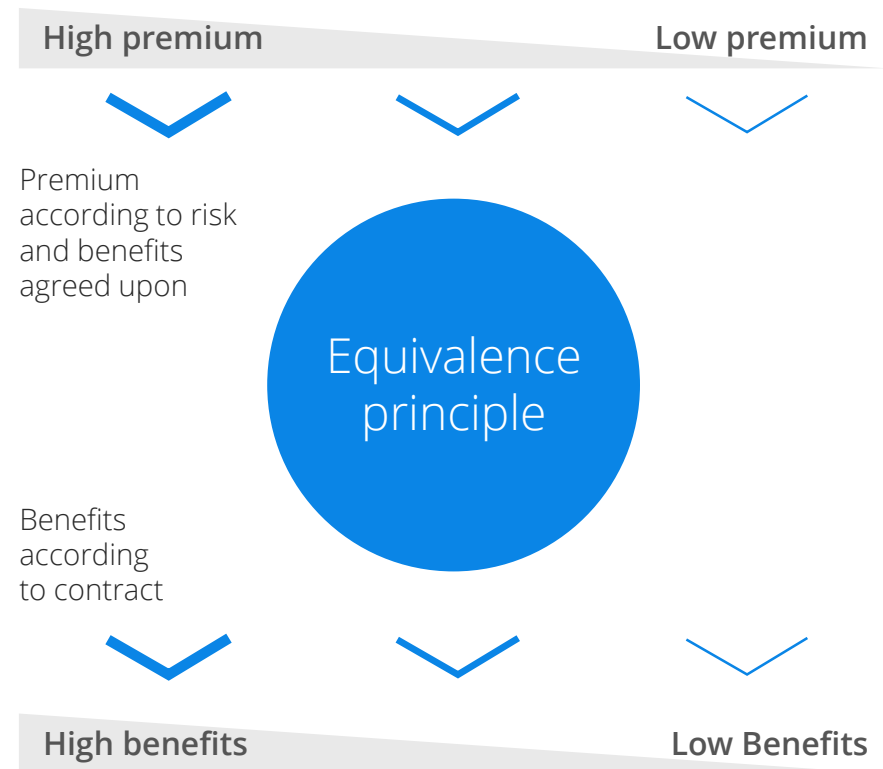 High premium
Low premium
Premium
according to risk
and benefits
agreed upon
Equivalence
principle
Benefits
according
to contract
High benefits
Low Benefits